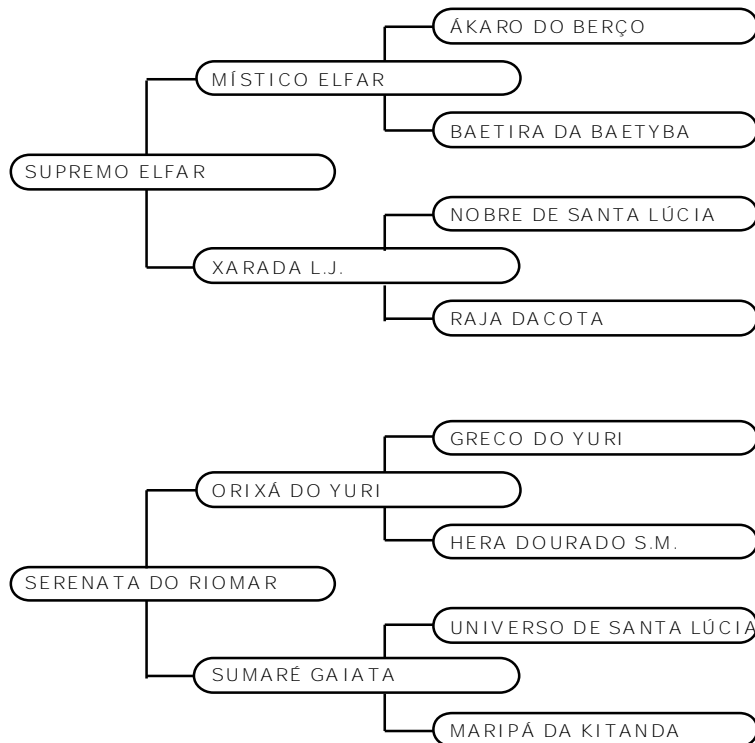 ÁKARO DO BERÇO
MÍSTICO ELFAR
BAETIRA DA BAETYBA
SUPREMO ELFAR
NOBRE DE SANTA LÚCIA
XARADA L.J.
RAJA DACOTA
GRECO DO YURI
ORIXÁ DO YURI
HERA DOURADO S.M.
SERENATA DO RIOMAR
UNIVERSO DE SANTA LÚCIA
SUMARÉ GAIATA
MARIPÁ DA KITANDA